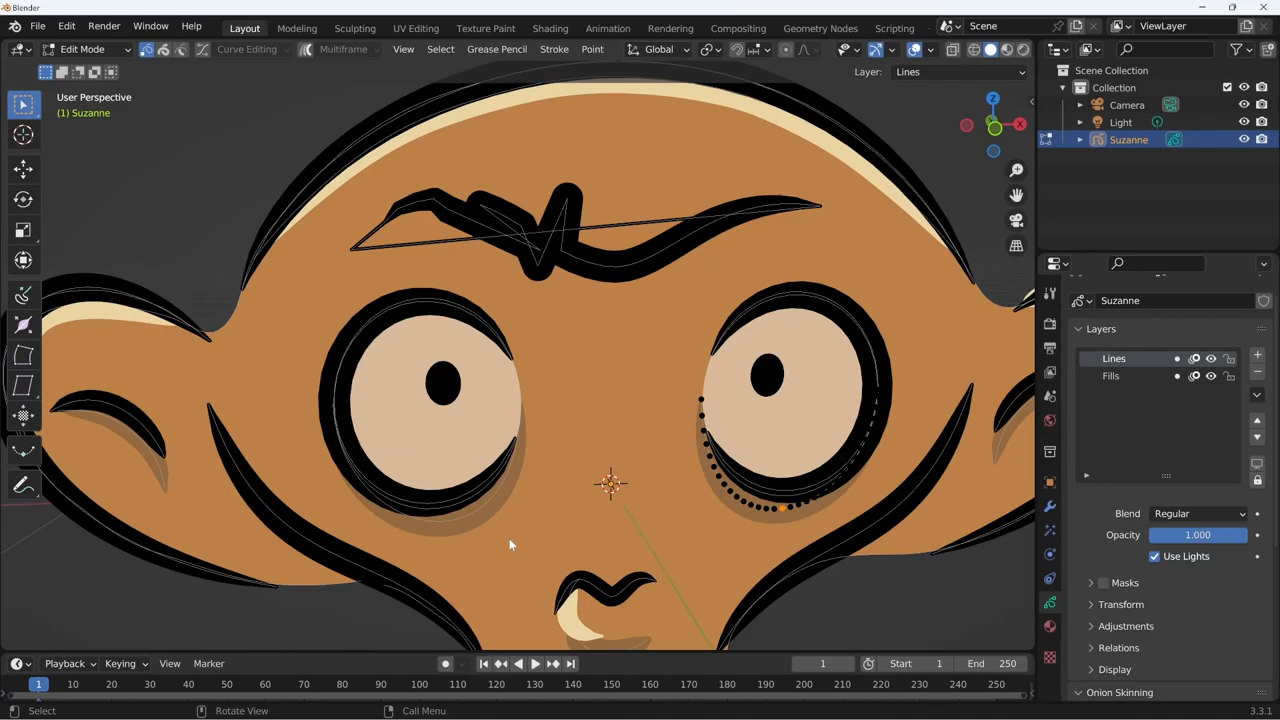 Blender
File Edit Render Window Help
Layout Modeling Sculpting UV Editing Texture Paint Shading Animation Rendering Compositing Geometry Nodes Scripting
Scene
ViewLayer
Edit Mode
Curve Editing
Multiframe
View Select Grease Pencil Stroke Point
Global
Layer: Lines
User Perspective
(1) Suzanne
Z
X
Scene Collection
Collection
Camera
Light
Suzanne
Suzanne
Layers
Lines
Fills
Blend Regular
Opacity 1.000
Use Lights
Masks
Transform
Adjustments
Relations
Display
Onion Skinning
Playback Keying View Marker
1
Start 1
End 250
1 10 20 30 40 50 60 70 80 90 100 110 120 130 140 150 160 170 180 190 200 210 220 230 240 250
Select Rotate View Call Menu
3.3.1